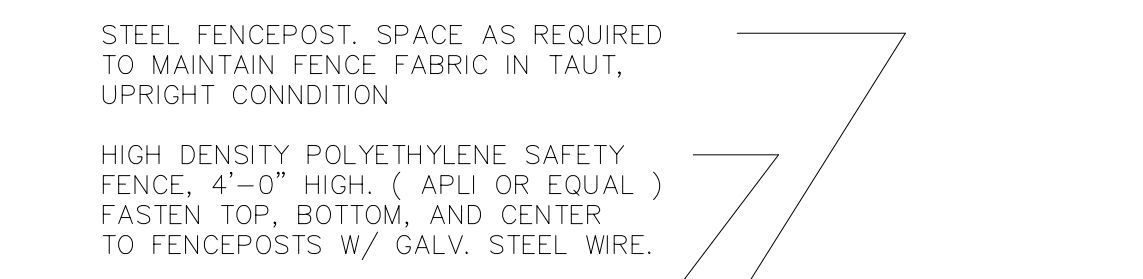 STEEL FENCEPOST. SPACE AS REQUIRED
TO MAINTAIN FENCE FABRIC IN TAUT,
UPRIGHT CONNDITION
HIGH DENSITY POLYETHYLENE SAFETY
FENCE, 4'-0" HIGH. ( APLI OR EQUAL )
FASTEN TOP, BOTTOM, AND CENTER
TO FENCEPOSTS W/ GALV. STEEL WIRE.